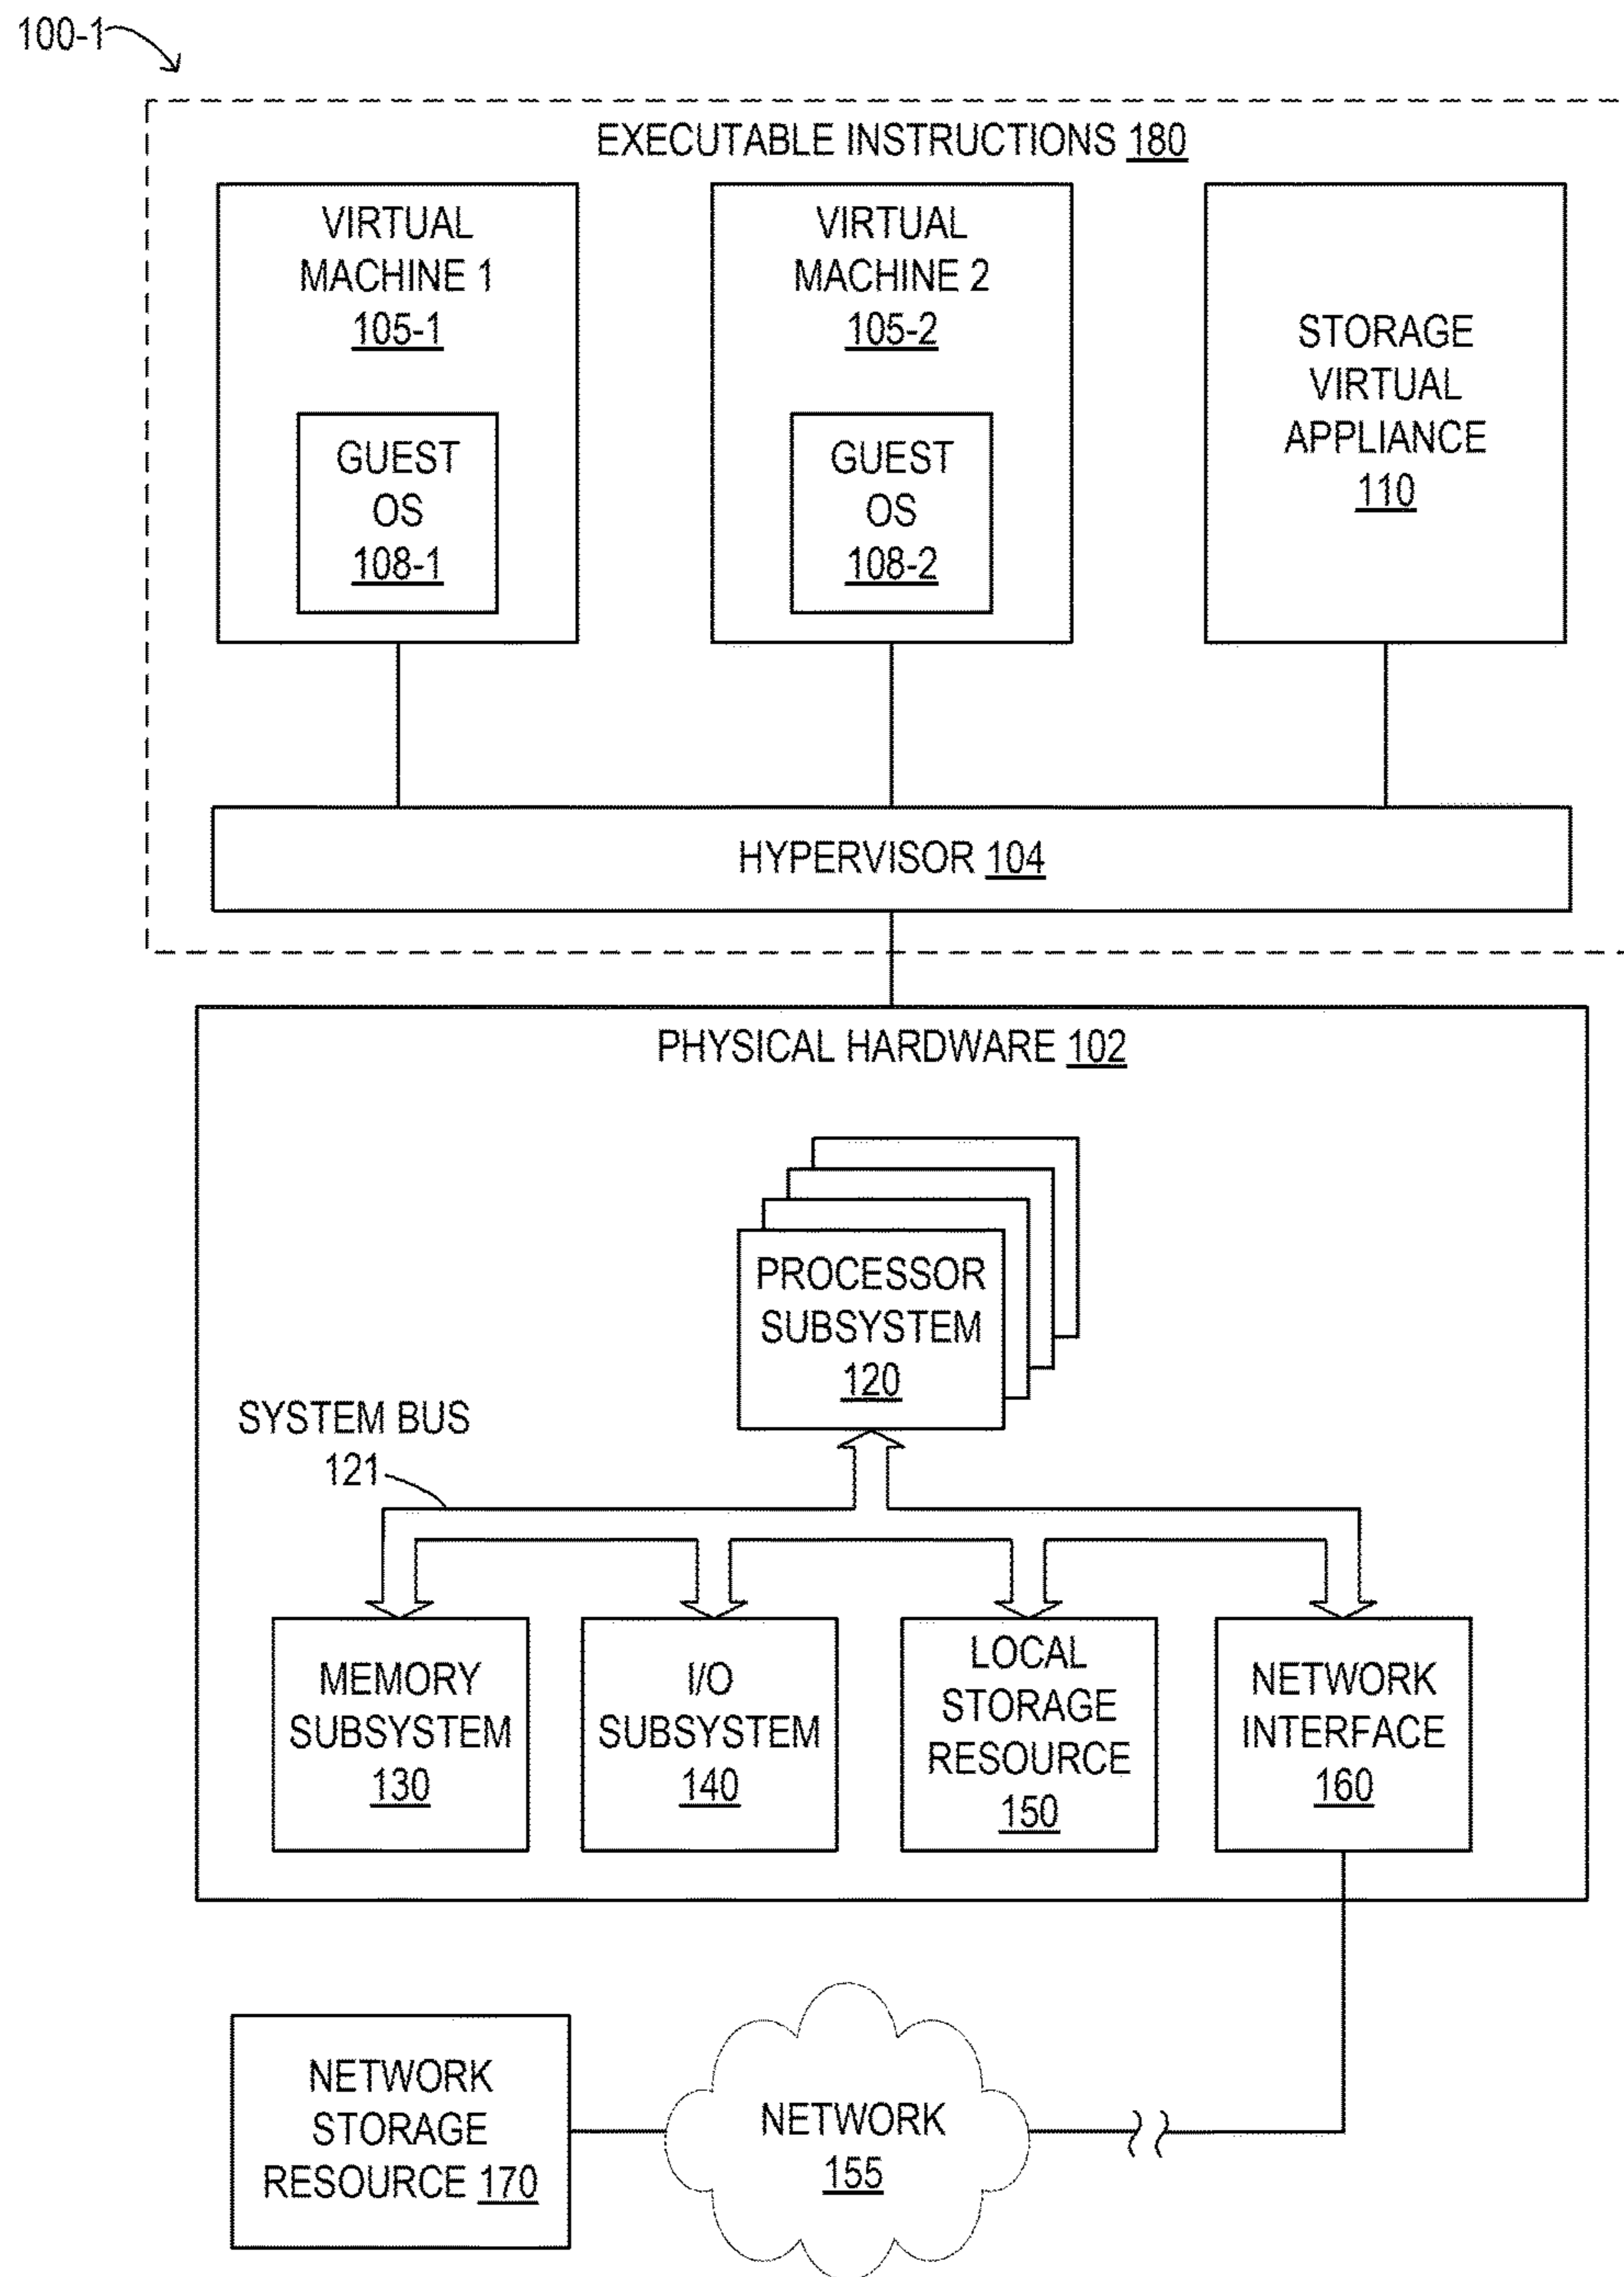 100-1
EXECUTABLE INSTRUCTIONS 180
VIRTUAL
MACHINE 1
105-1
GUEST
OS
108-1
VIRTUAL
MACHINE 2
105-2
GUEST
OS
108-2
STORAGE
VIRTUAL
APPLIANCE
110
HYPERVISOR 104
PHYSICAL HARDWARE 102
PROCESSOR
SUBSYSTEM
120
SYSTEM BUS
121
MEMORY
SUBSYSTEM
130
I/O
SUBSYSTEM
140
LOCAL
STORAGE
RESOURCE
150
NETWORK
INTERFACE
160
NETWORK
STORAGE
RESOURCE 170
NETWORK
155